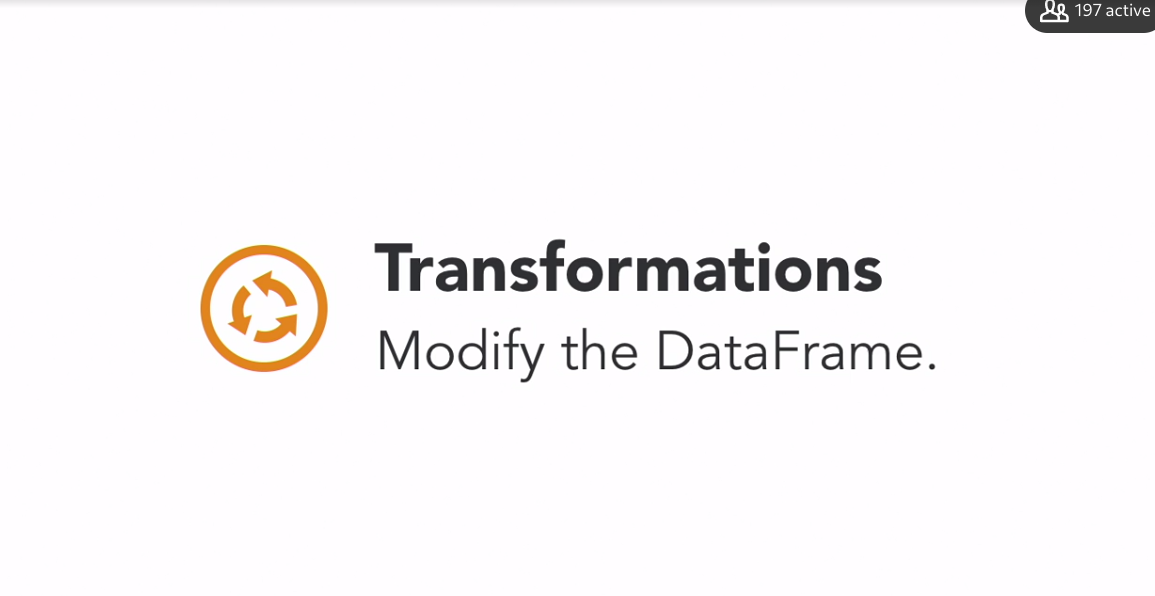 197 active
Transformations
Modify the DataFrame.